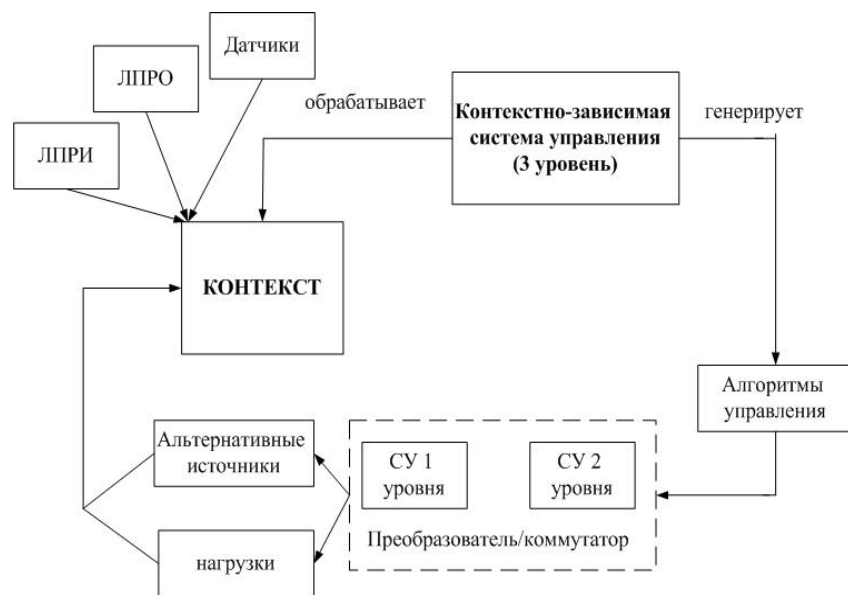 Датчики
ЛПРО
ЛПРИ
обрабатывает
Контекстно-зависимая
система управления
(3 уровень)
генерирует
КОНТЕКСТ
Алгоритмы
управления
Альтернативные
источники
СУ 1
уровня
СУ 2
уровня
Преобразователь/коммутатор
нагрузки